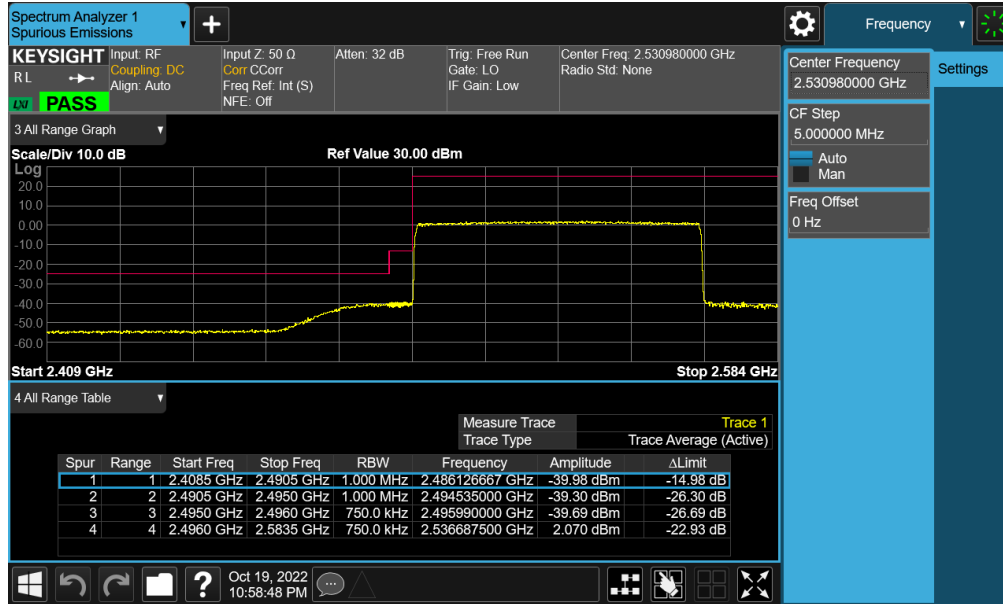 Spectrum Analyzer 1
Spurious Emissions
Frequency
KEYSIGHT
R L
LXI
PASS
Input: RF
Coupling: DC
Align: Auto
Input Z: 50 Ω
Corr CCorr
Freq Ref: Int (S)
NFE: Off
Atten: 32 dB
Trig: Free Run
Gate: LO
IF Gain: Low
Center Freq: 2.530980000 GHz
Radio Std: None
Center Frequency
2.530980000 GHz
Settings
CF Step
5.000000 MHz
Auto
Man
Freq Offset
0 Hz
3 All Range Graph
Scale/Div 10.0 dB
Ref Value 30.00 dBm
Log
20.0
10.0
0.00
-10.0
-20.0
-30.0
-40.0
-50.0
-60.0
Start 2.409 GHz
Stop 2.584 GHz
4 All Range Table
Measure Trace Trace 1
Trace Type Trace Average (Active)
Spur Range Start Freq Stop Freq RBW Frequency Amplitude ΔLimit
1 1 2.4085 GHz 2.4905 GHz 1.000 MHz 2.486126667 GHz -39.98 dBm -14.98 dB
2 2 2.4905 GHz 2.4950 GHz 1.000 MHz 2.494535000 GHz -39.30 dBm -26.30 dB
3 3 2.4950 GHz 2.4960 GHz 750.0 kHz 2.495990000 GHz -39.69 dBm -26.69 dB
4 4 2.4960 GHz 2.5835 GHz 750.0 kHz 2.536687500 GHz 2.070 dBm -22.93 dB
Oct 19, 2022
10:58:48 PM